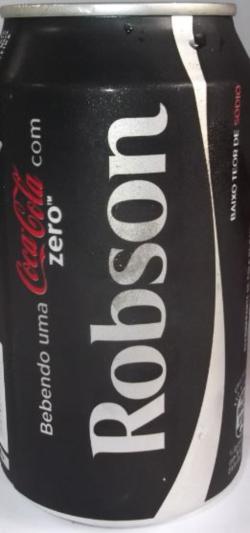 Bebendo uma Coca-Cola zero™ com
Robson
BAIXO TEOR DE SÓDIO